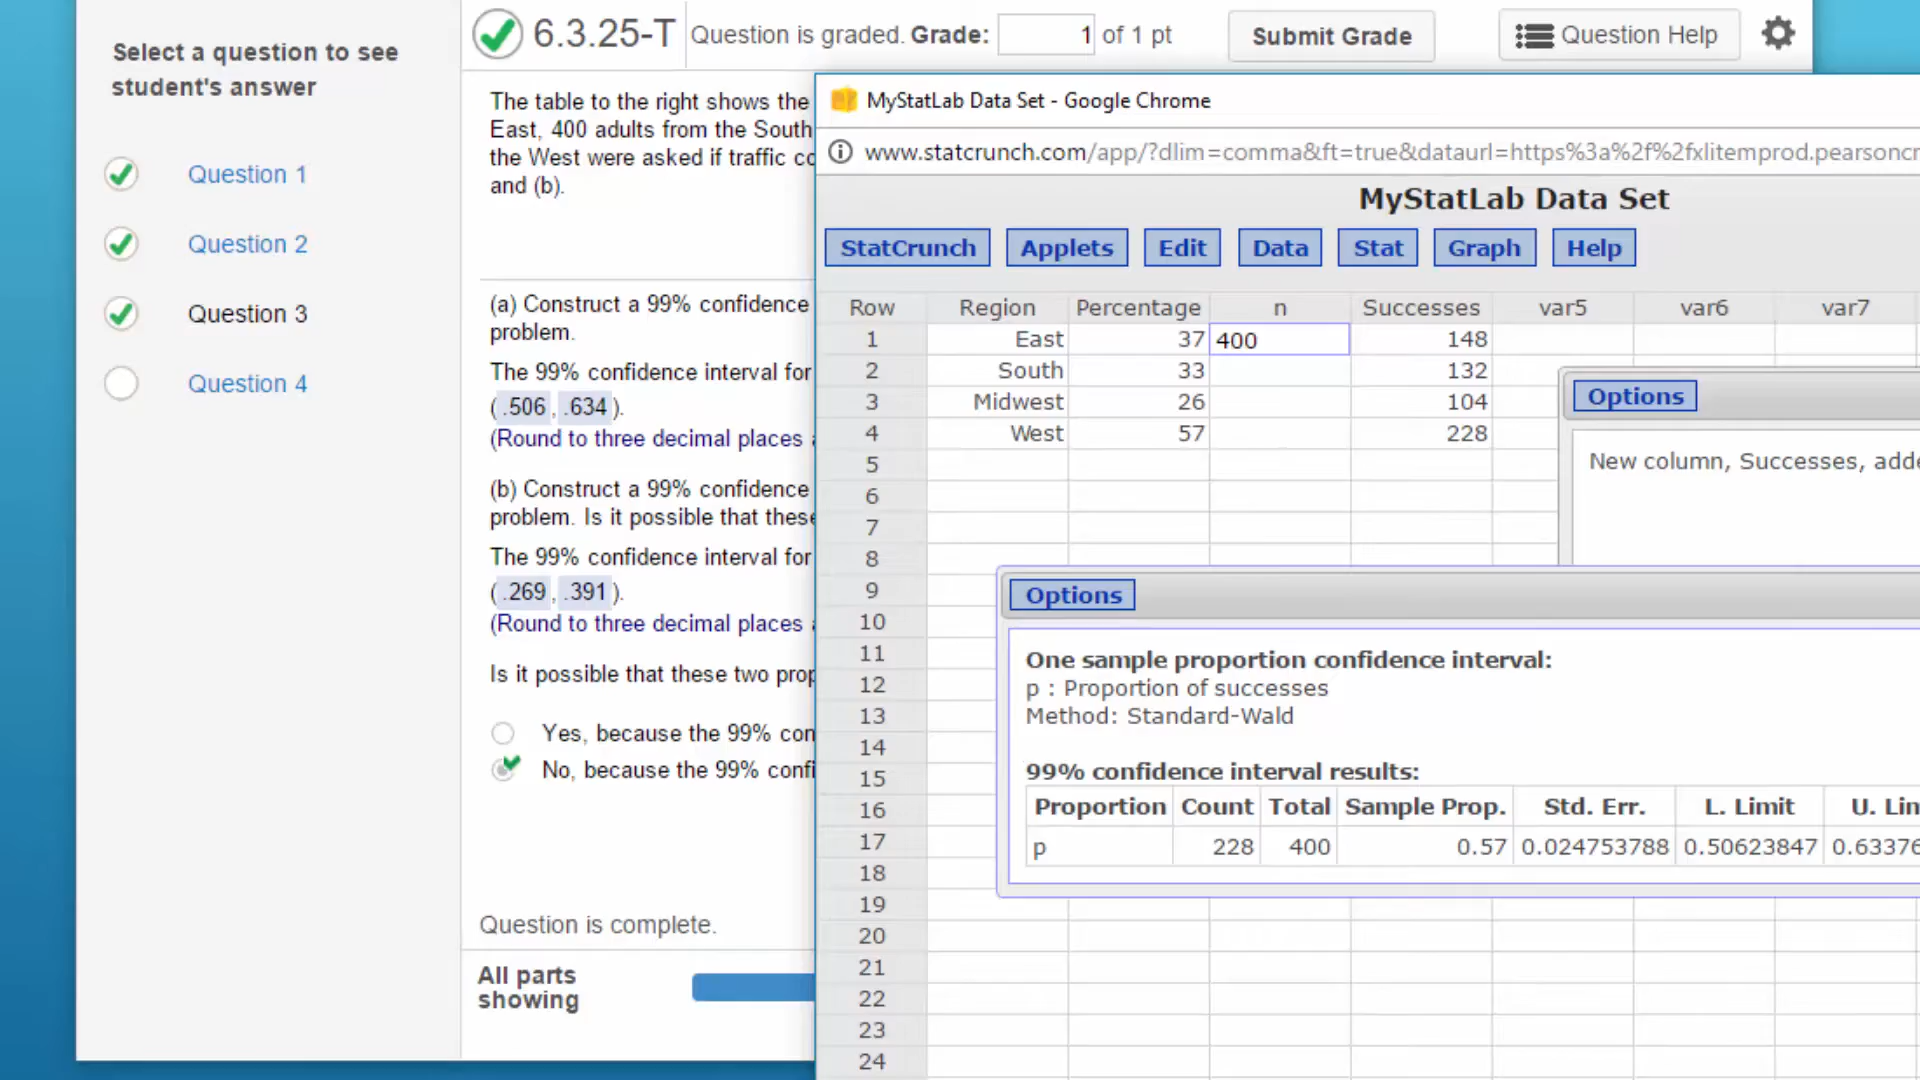 Select a question to see
student's answer
Question 1
Question 2
Question 3
Question 4
6.3.25-T
Question is graded. Grade: 1 of 1 pt
Submit Grade
Question Help
The table to the right shows the
East, 400 adults from the South
the West were asked if traffic
and (b).
(a) Construct a 99% confidence
problem.
The 99% confidence interval for
( .506 , .634 ).
(Round to three decimal places
(b) Construct a 99% confidence
problem. Is it possible that these
The 99% confidence interval for
( .269 , .391 ).
(Round to three decimal places
Is it possible that these two
Yes, because the 99%
No, because the 99%
Question is complete.
All parts
showing
MyStatLab Data Set - Google Chrome
www.statcrunch.com/app/?dlim=comma&ft=true&dataurl=https%3a%2f%2fxlitemprod.pearsoncr
MyStatLab Data Set
StatCrunch Applets Edit Data Stat Graph Help
Row Region Percentage n Successes var5 var6 var7
1 East 37 400 148
2 South 33 132
3 Midwest 26 104
4 West 57 228
5
6
7
8
9
10
11
12
13
14
15
16
17
18
19
20
21
22
23
24
Options
New column, Successes,
Options
One sample proportion confidence interval:
p : Proportion of successes
Method: Standard-Wald
99% confidence interval results:
Proportion Count Total Sample Prop. Std. Err. L. Limit U.
p 228 400 0.57 0.024753788 0.50623847 0.63376